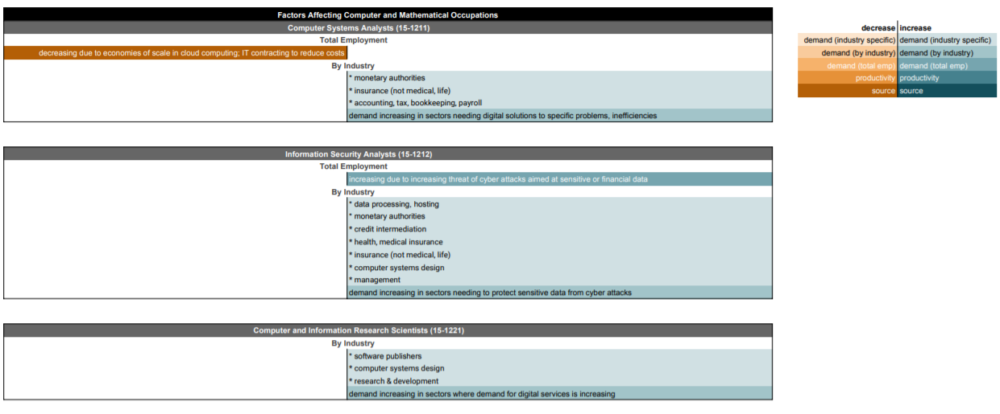 Factors Affecting Computer and Mathematical Occupations
Computer Systems Analysts (15-1211)
Total Employment
decreasing due to economies of scale in cloud computing; IT contracting to reduce costs
By Industry
* monetary authorities
* insurance (not medical, life)
* accounting, tax, bookkeeping, payroll
demand increasing in sectors needing digital solutions to specific problems, inefficiencies
Information Security Analysts (15-1212)
Total Employment
increasing due to increasing threat of cyber attacks aimed at sensitive or financial data
By Industry
* data processing, hosting
* monetary authorities
* credit intermediation
* health, medical insurance
* insurance (not medical, life)
* computer systems design
* management
demand increasing in sectors needing to protect sensitive data from cyber attacks
Computer and Information Research Scientists (15-1221)
By Industry
* software publishers
* computer systems design
* research & development
demand increasing in sectors where demand for digital services is increasing
decrease increase
demand (industry specific) demand (industry specific)
demand (by industry) demand (by industry)
demand (total emp) demand (total emp)
productivity productivity
source source